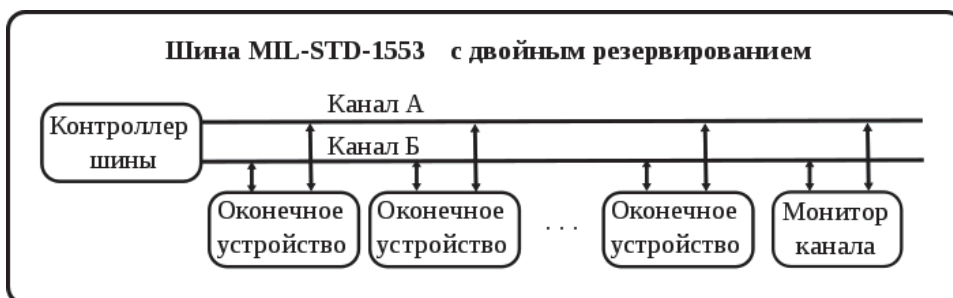 Шина MIL-STD-1553 с двойным резервированием
Канал А
Контроллер
шины
Канал Б
Оконечное
устройство
Оконечное
устройство
. . .
Оконечное
устройство
Монитор
канала